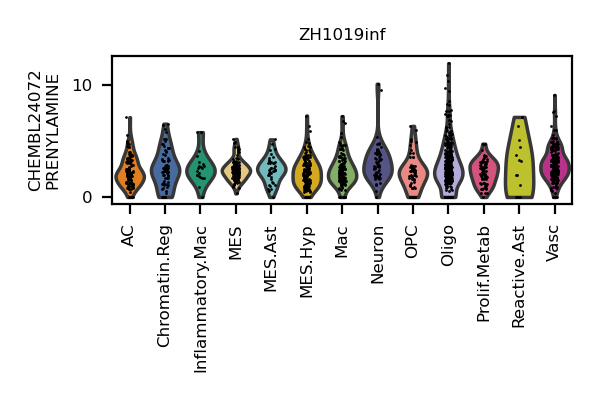 ZH1019inf
CHEMBL24072
PRENYLAMINE
10
0
AC
Chromatin.Reg
Inflammatory.Mac
MES
MES.Ast
MES.Hyp
Mac
Neuron
OPC
Oligo
Prolif.Metab
Reactive.Ast
Vasc